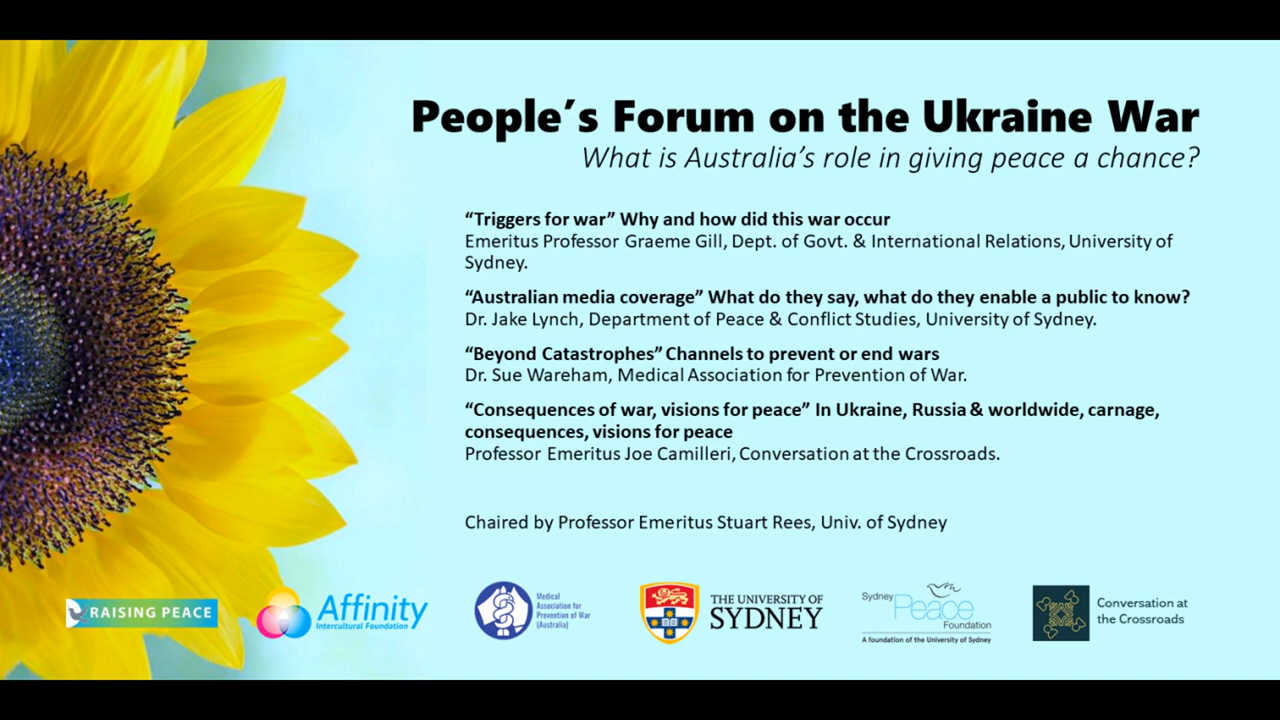 People’s Forum on the Ukraine War
What is Australia’s role in giving peace a chance?
“Triggers for war” Why and how did this war occur
Emeritus Professor Graeme Gill, Dept. of Govt. & International Relations, University of
Sydney.
“Australian media coverage” What do they say, what do they enable a public to know?
Dr. Jake Lynch, Department of Peace & Conflict Studies, University of Sydney.
“Beyond Catastrophes” Channels to prevent or end wars
Dr. Sue Wareham, Medical Association for Prevention of War.
“Consequences of war, visions for peace” In Ukraine, Russia & worldwide, carnage,
consequences, visions for peace
Professor Emeritus Joe Camilleri, Conversation at the Crossroads.
Chaired by Professor Emeritus Stuart Rees, Univ. of Sydney
RAISING PEACE
Affinity
Intercultural Foundation
Medical
Association for
Prevention of War
(Australia)
THE UNIVERSITY OF
SYDNEY
Sydney
Peace
Foundation
A foundation of the University of Sydney
Conversation at
the Crossroads